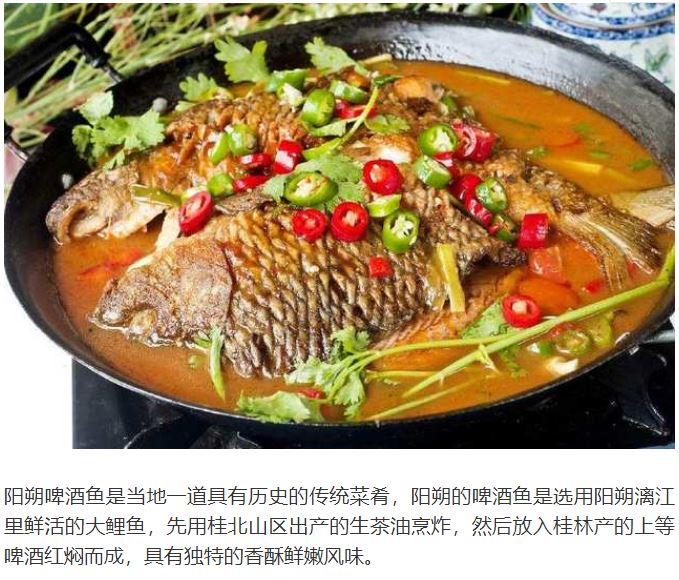 阳朔啤酒鱼是当地一道具有历史的传统菜肴，阳朔的啤酒鱼是选用阳朔漓江
里鲜活的大鲤鱼，先用桂北山区出产的生茶油烹炸，然后放入桂林产的上等
啤酒红焖而成，具有独特的香酥鲜嫩风味。